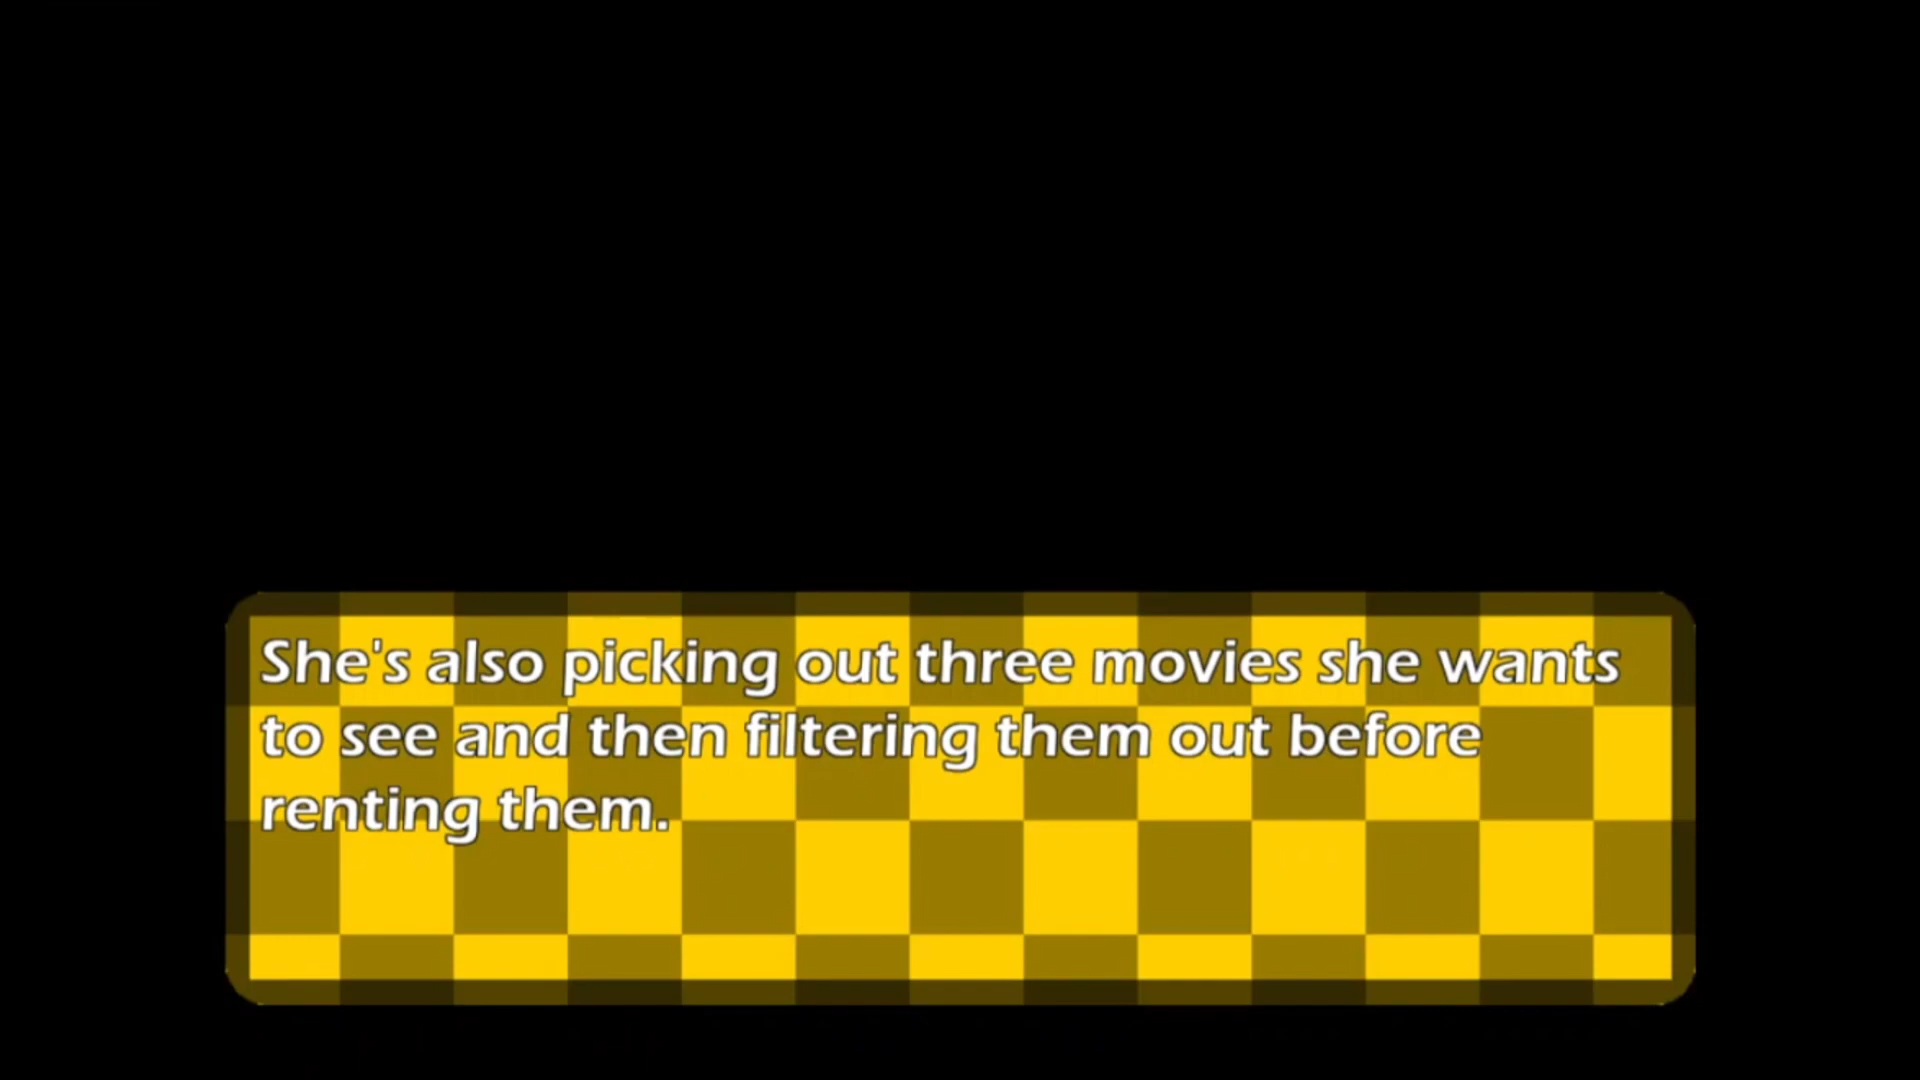 She's also picking out three movies she wants
to see and then filtering them out before
renting them.